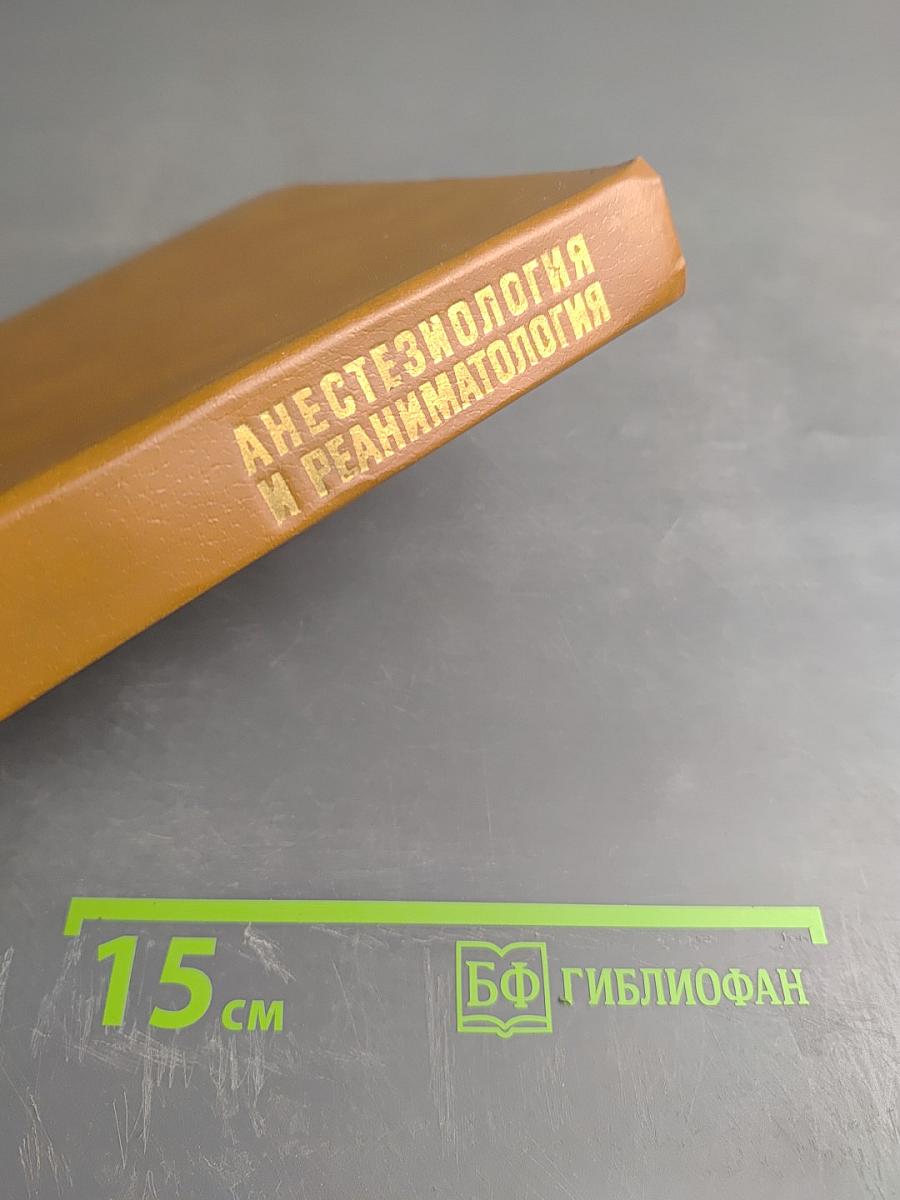 АНЕСТЕЗИОЛОГИЯ
И РЕАНИМАТОЛОГИЯ
15 см
БФ ГИБЛИОФАН